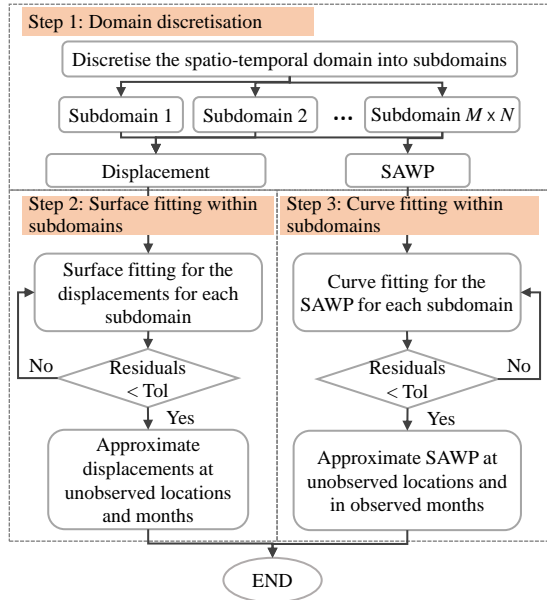 Step 1: Domain discretisation
Discretise the spatio-temporal domain into subdomains
Subdomain 1
Subdomain 2
...
Subdomain M × N
Displacement
SAWP
Step 2: Surface fitting within
subdomains
Surface fitting for the
displacements for each
subdomain
No
Residuals
< Tol
Yes
Approximate
displacements at
unobserved locations
and months
Step 3: Curve fitting within
subdomains
Curve fitting for the
SAWP for each subdomain
Residuals
< Tol
No
Yes
Approximate SAWP at
unobserved locations and
in observed months
END